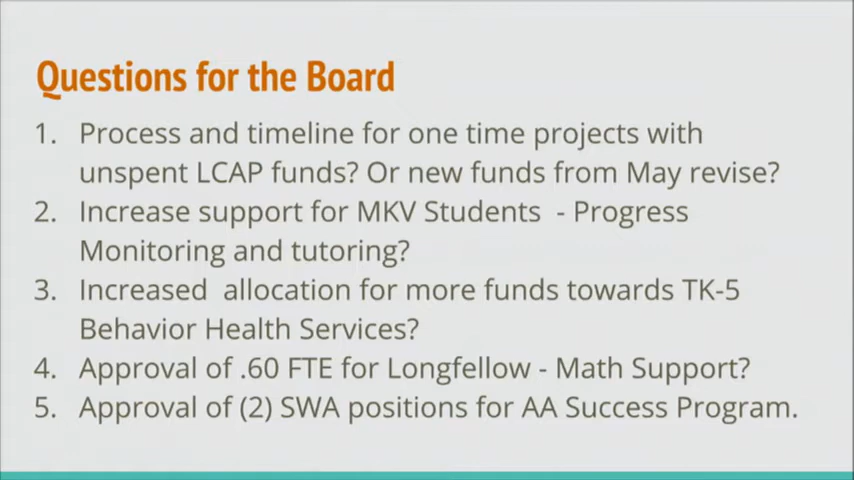 Questions for the Board
1. Process and timeline for one time projects with
unspent LCAP funds? Or new funds from May revise?
2. Increase support for MKV Students - Progress
Monitoring and tutoring?
3. Increased allocation for more funds towards TK-5
Behavior Health Services?
4. Approval of .60 FTE for Longfellow - Math Support?
5. Approval of (2) SWA positions for AA Success Program.